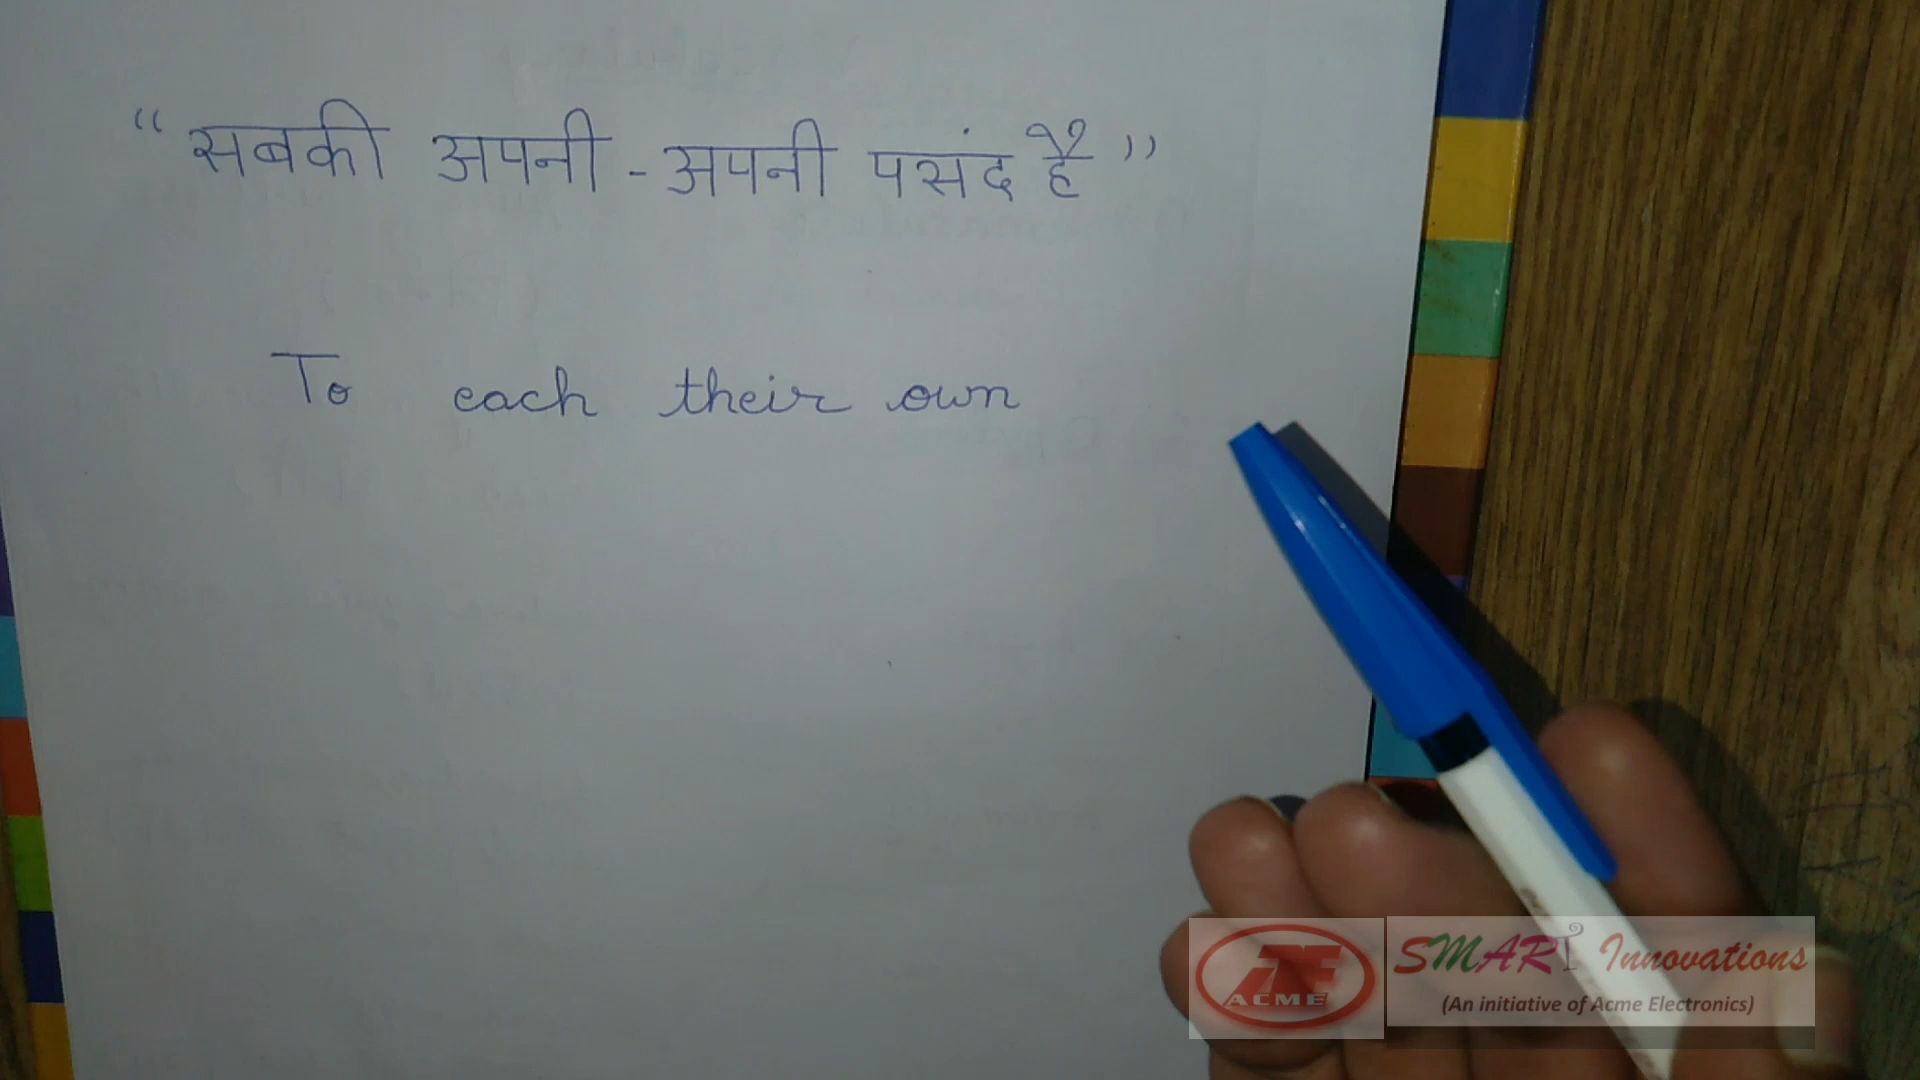 “सबकी अपनी - अपनी पसंद है”
To each their own
ACME
SMART Innovations
(An initiative of Acme Electronics)